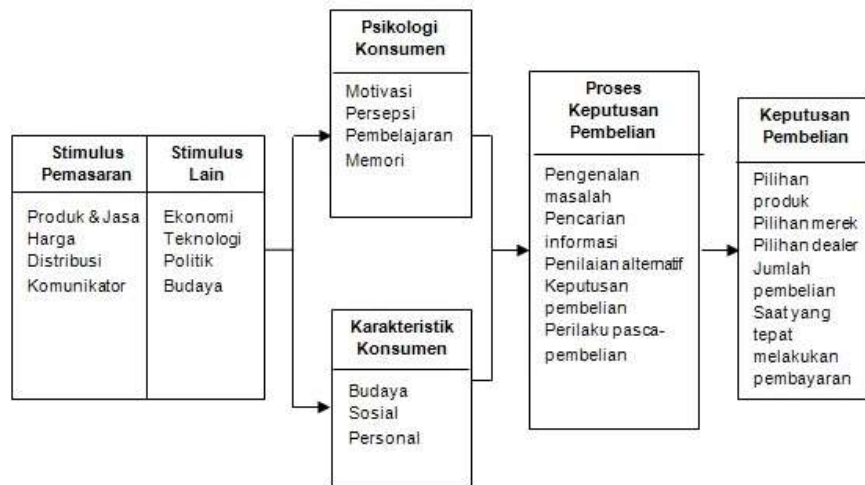 Stimulus
Pemasaran
Produk & Jasa
Harga
Distribusi
Komunikator
Stimulus
Lain
Ekonomi
Teknologi
Politik
Budaya
Psikologi
Konsumen
Motivasi
Persepsi
Pembelajaran
Memori
Karakteristik
Konsumen
Budaya
Sosial
Personal
Proses
Keputusan
Pembelian
Pengenalan
masalah
Pencarian
informasi
Penilaian alternatif
Keputusan
pembelian
Perilaku pasca-
pembelian
Keputusan
Pembelian
Pilihan
produk
Pilihan merek
Pilihan dealer
Jumlah
pembelian
Saat yang
tepat
melakukan
pembayaran